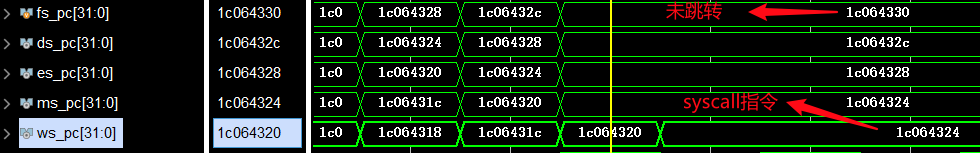 fs_pc[31:0] 1c064330 1c0 1c064328 1c06432c 未跳转 1c064330
ds_pc[31:0] 1c06432c 1c0 1c064324 1c064328 1c06432c
es_pc[31:0] 1c064328 1c0 1c064320 1c064324 1c064328
ms_pc[31:0] 1c064324 1c0 1c06431c 1c064320 syscall指令 1c064324
ws_pc[31:0] 1c064320 1c0 1c064318 1c06431c 1c064320 1c064324